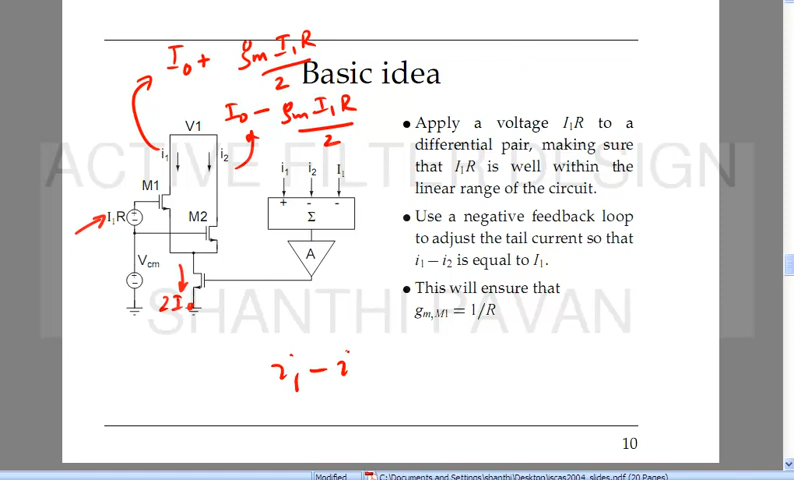 I₀ + gm I₁R / 2
Basic idea
I₀ − gm I₁R / 2
V1
i₁
i₂
M1
I₁R
M2
Vcm
2I₀
i₁ i₂ I₁
+ - -
Σ
A
• Apply a voltage I₁R to a
differential pair, making sure
that I₁R is well within the
linear range of the circuit.
• Use a negative feedback loop
to adjust the tail current so that
i₁ − i₂ is equal to I₁.
• This will ensure that
gm,M1 = 1/R
ACTIVE FILTER DESIGN
SHANTHI PAVAN
i₁ − i
10
Modified
C:\Documents and Settings\shanthi\Desktop\iscas2004_slides.pdf (20 Pages)